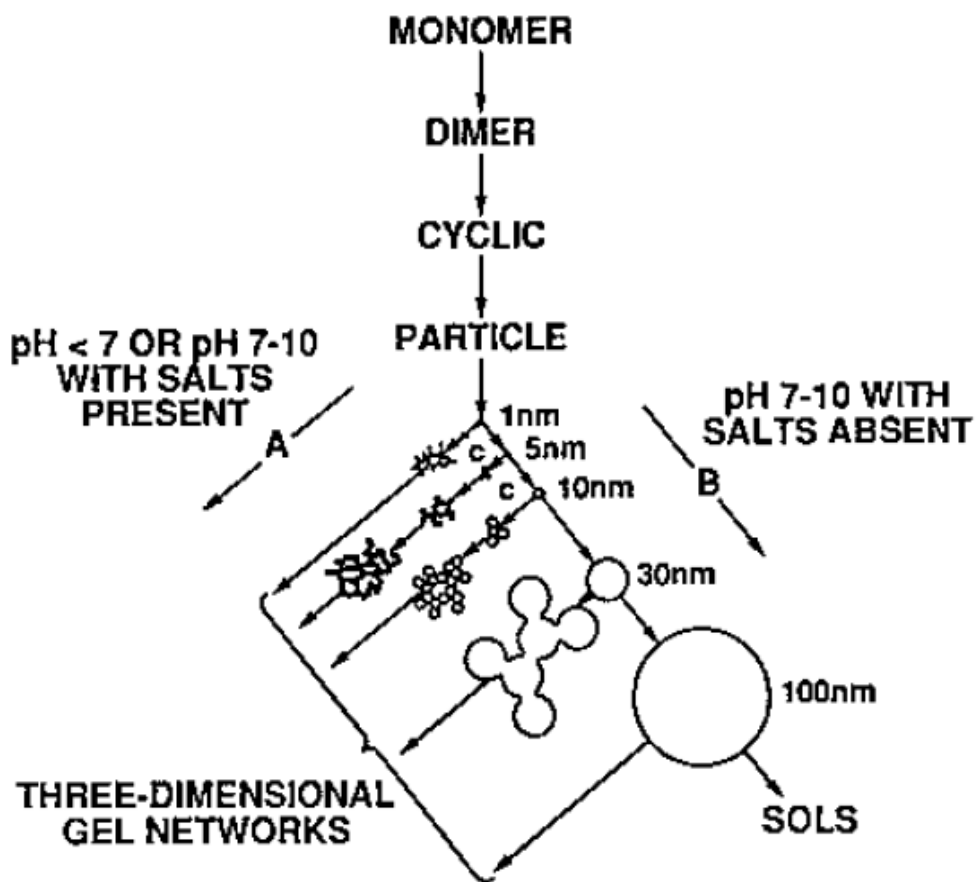 MONOMER
DIMER
CYCLIC
PARTICLE
pH < 7 OR pH 7-10
WITH SALTS
PRESENT
A
pH 7-10 WITH
SALTS ABSENT
B
1nm
C 5nm
C 10nm
30nm
100nm
THREE-DIMENSIONAL
GEL NETWORKS
SOLS